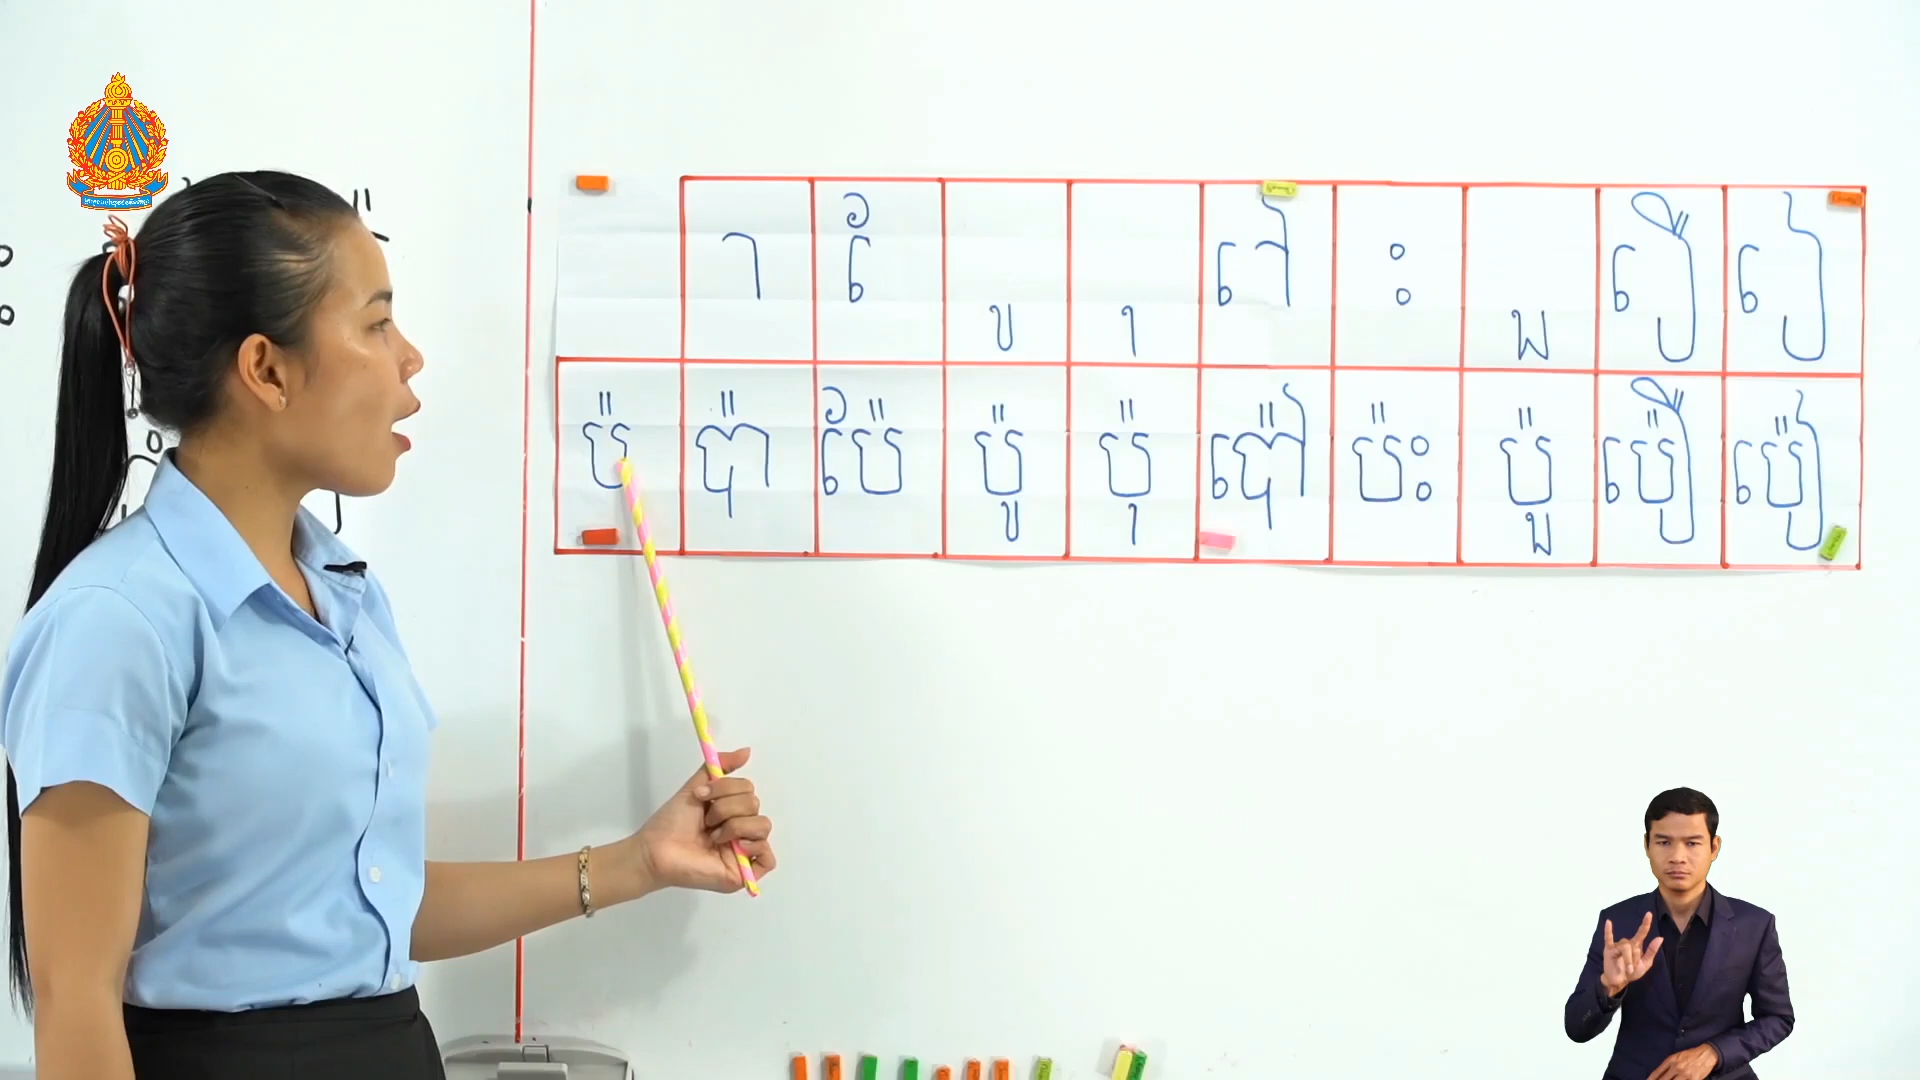 ា ែ ូ ុ ៅ ះ ួ ឿ ៀ
ប៉ ប៉ា ប៉ែ ប៉ូ ប៉ុ ប៉ៅ ប៉ះ ប៉ួ ប៉ឿ ប៉ៀ